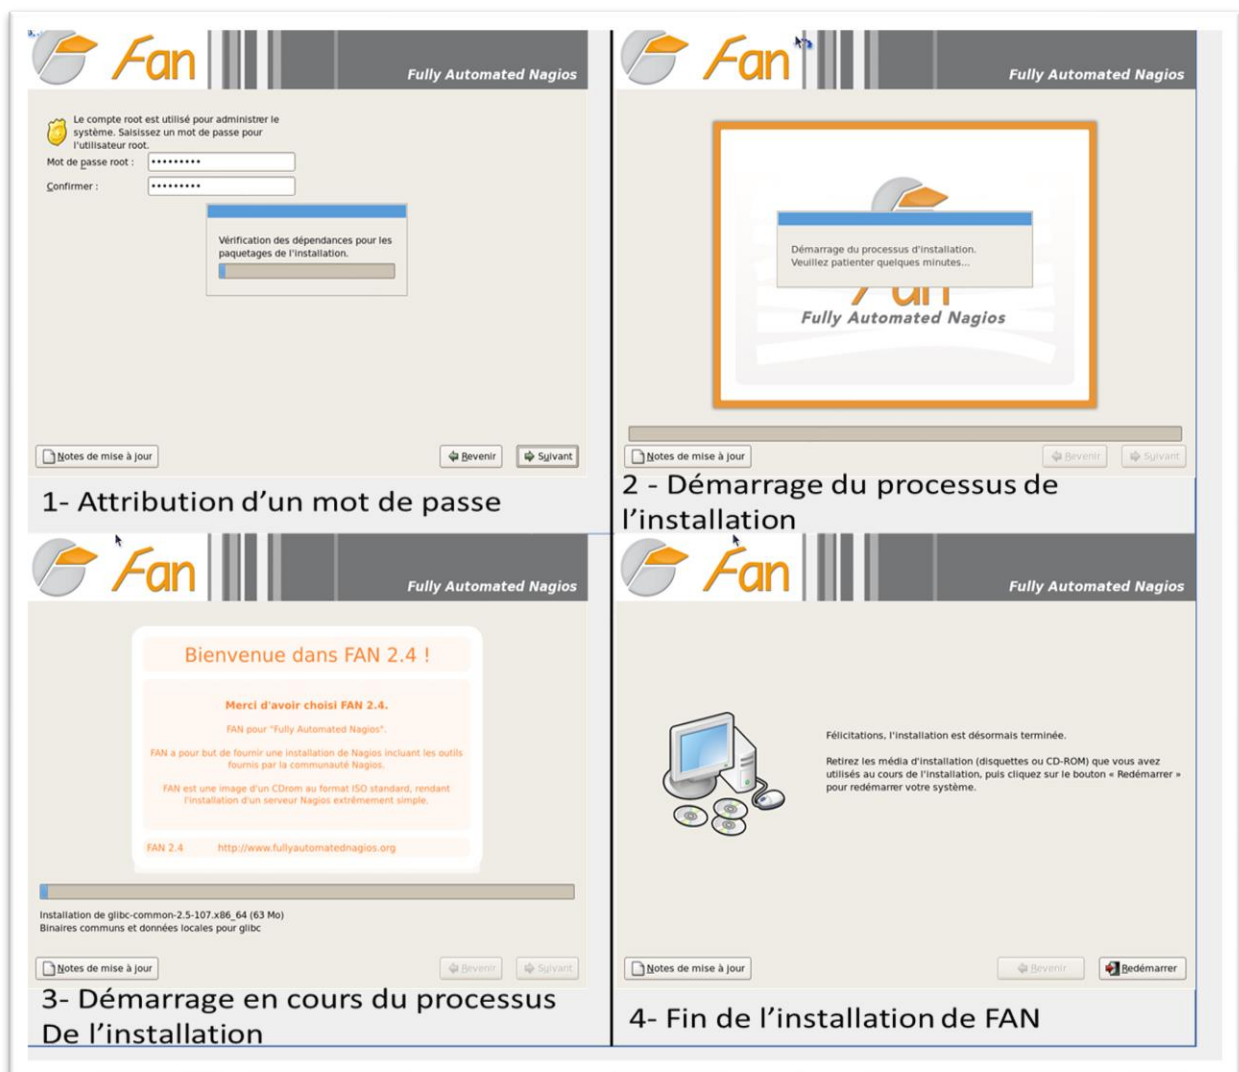 Fan
Fully Automated Nagios
Le compte root est utilisé pour administrer le
système. Saisissez un mot de passe pour
l'utilisateur root.
Mot de passe root :
Confirmer :
Vérification des dépendances pour les
paquetages de l'installation.
Notes de mise à jour
Revenir
Suivant
1- Attribution d’un mot de passe
Fan
Fully Automated Nagios
Démarrage du processus d'installation.
Veuillez patienter quelques minutes...
Fan
Fully Automated Nagios
Notes de mise à jour
Revenir
Suivant
2 - Démarrage du processus de
l’installation
Fan
Fully Automated Nagios
Bienvenue dans FAN 2.4 !
Merci d'avoir choisi FAN 2.4.
FAN pour "Fully Automated Nagios".
FAN a pour but de fournir une installation de Nagios incluant les outils
fournis par la communauté Nagios.
FAN est une image d'un CDrom au format ISO standard, rendant
l'installation d'un serveur Nagios extrêmement simple.
FAN 2.4 http://www.fullyautomatednagios.org
Installation de glibc-common-2.5-107.x86_64 (63 Mo)
Binaires communs et données locales pour glibc
Notes de mise à jour
Revenir
Suivant
3- Démarrage en cours du processus
De l’installation
Fan
Fully Automated Nagios
Félicitations, l'installation est désormais terminée.
Retirez les média d'installation (disquettes ou CD-ROM) que vous avez
utilisés au cours de l'installation, puis cliquez sur le bouton « Redémarrer »
pour redémarrer votre système.
Notes de mise à jour
Revenir
Redémarrer
4- Fin de l’installation de FAN